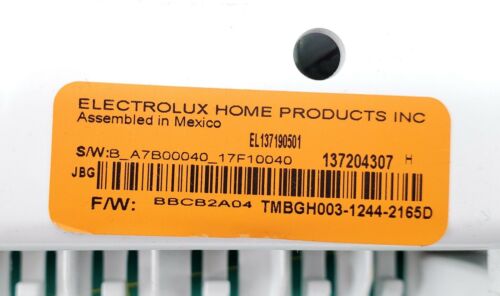 ELECTROLUX HOME PRODUCTS INC
Assembled in Mexico
EL137190501
S/W:B_A7B00040_17F10040 137204307 H
JBG
F/W: BBCB2A04 TMBGH003-1244-2165D